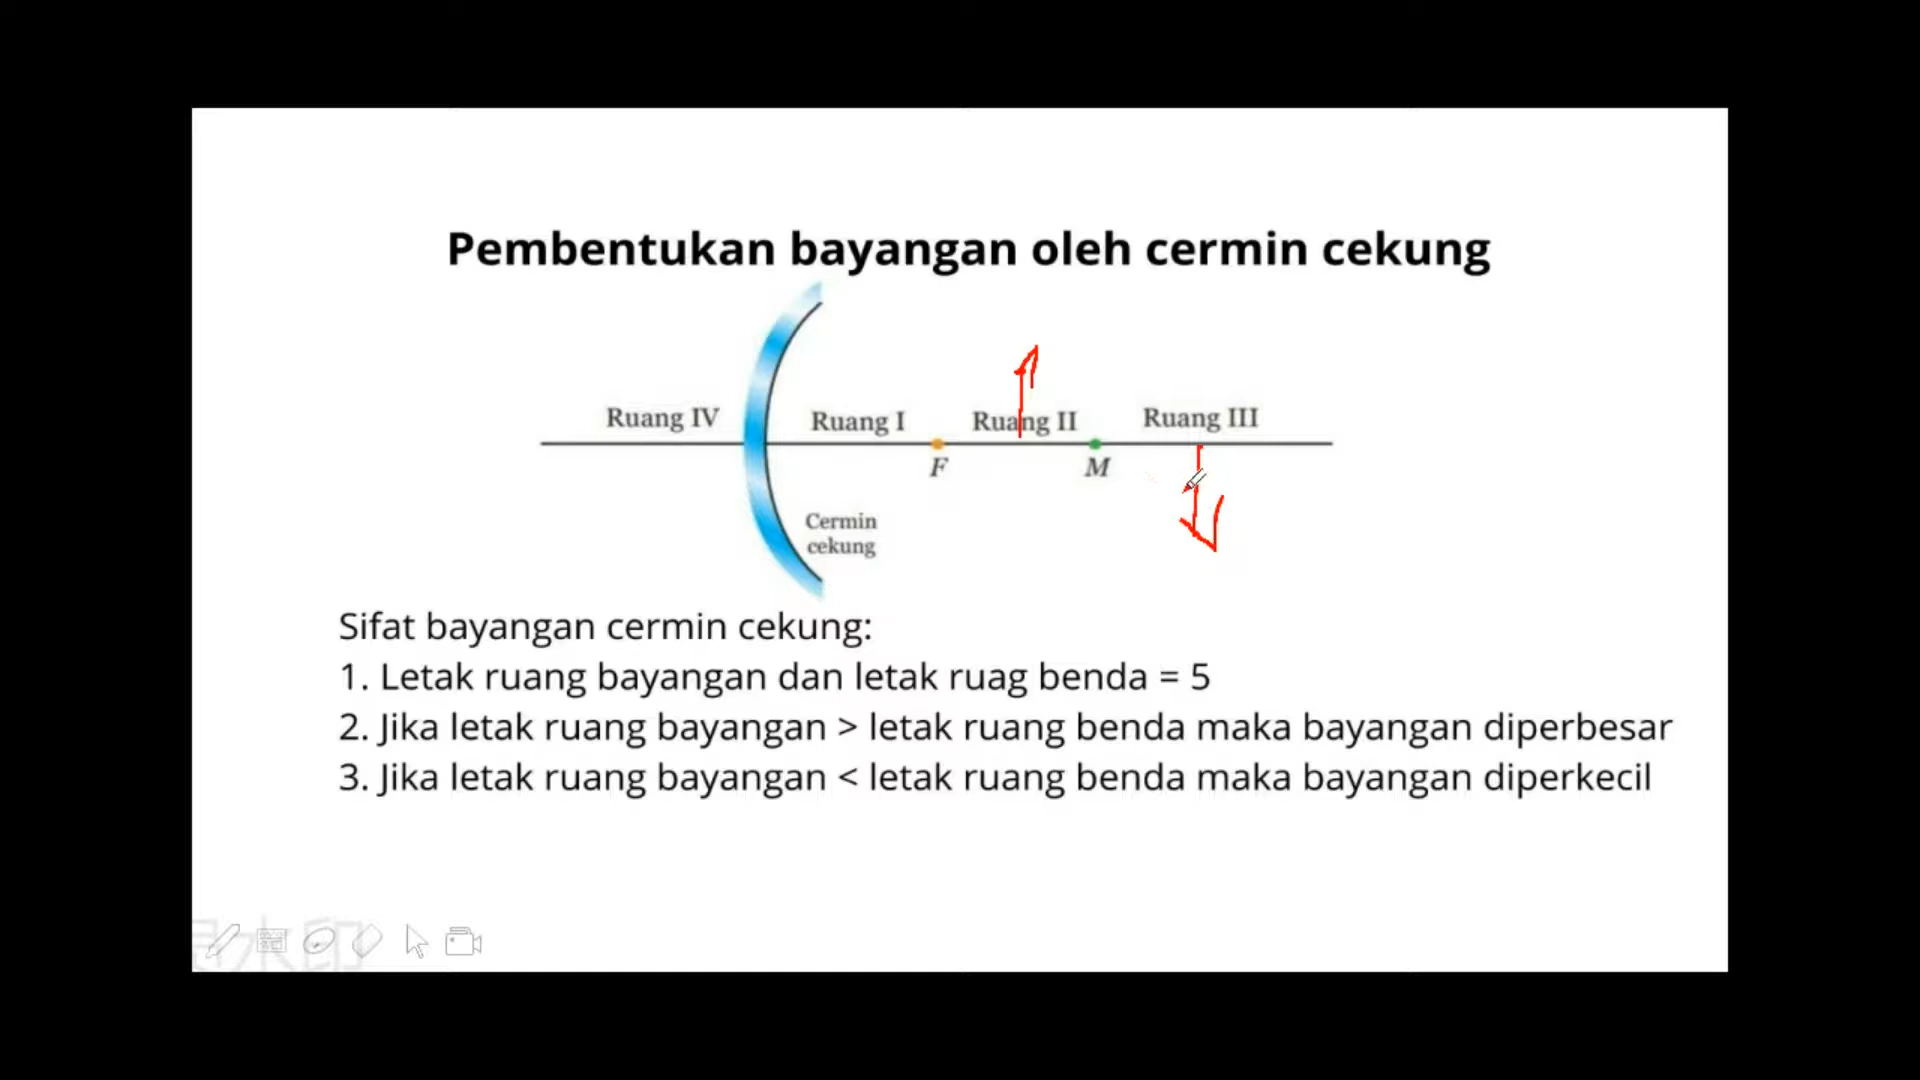 Pembentukan bayangan oleh cermin cekung
Ruang IV
Ruang I
Ruang II
Ruang III
F
M
Cermin
cekung
Sifat bayangan cermin cekung:
1. Letak ruang bayangan dan letak ruag benda = 5
2. Jika letak ruang bayangan > letak ruang benda maka bayangan diperbesar
3. Jika letak ruang bayangan < letak ruang benda maka bayangan diperkecil
水印